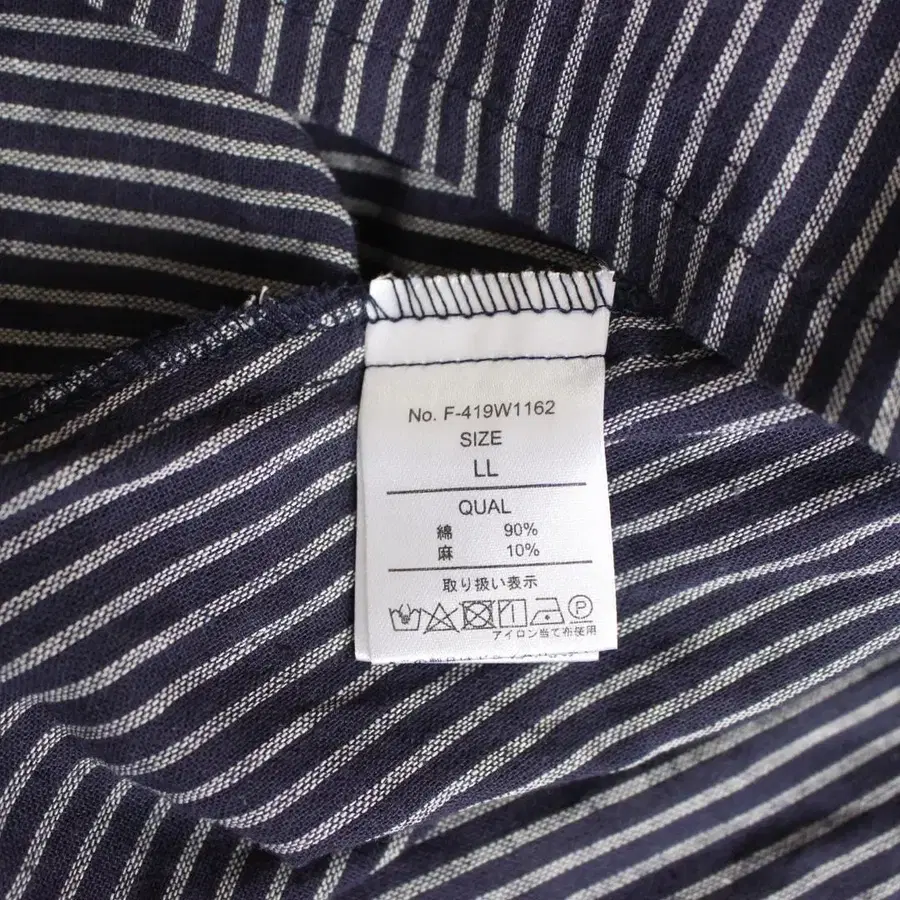 No. F-419W1162
SIZE
LL
QUAL
綿 90%
麻 10%
取り扱い表示
P
アイロン当て布使用